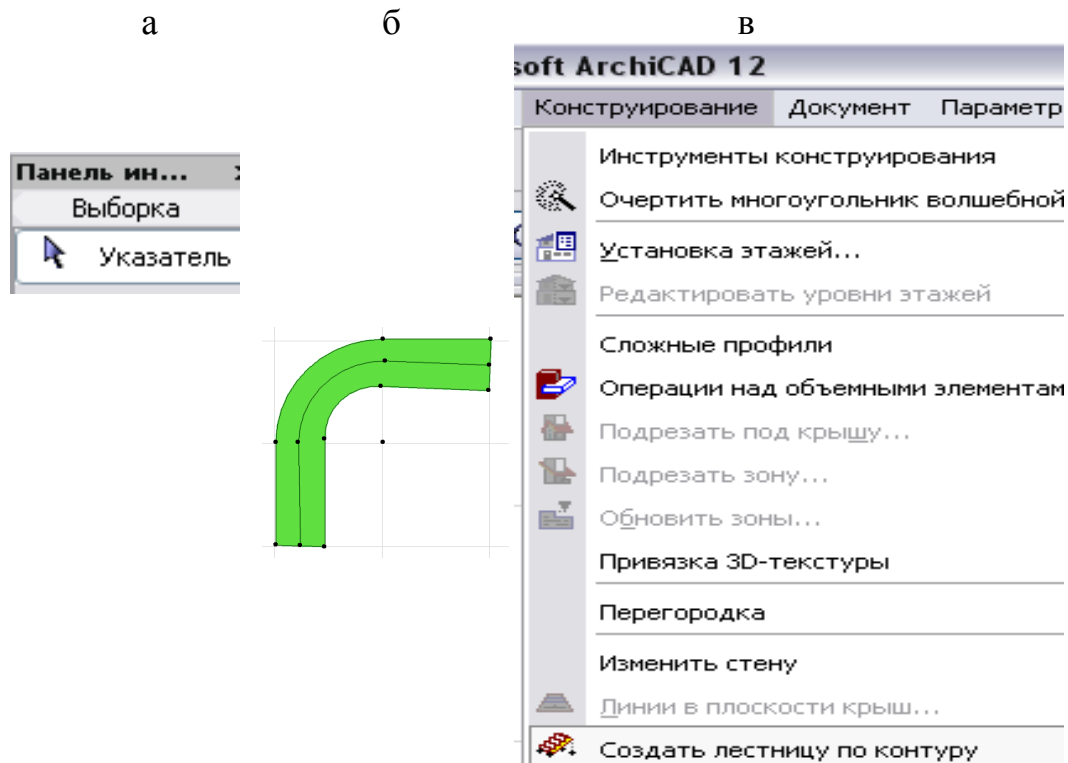 а б в
soft ArchiCAD 12
Конструирование Документ Параметр
Панель ин...
Выборка
Указатель
Инструменты конструирования
Очертить многоугольник волшебной
Установка этажей...
Редактировать уровни этажей
Сложные профили
Операции над объемными элементам
Подрезать под крышу...
Подрезать зону...
Обновить зоны...
Привязка 3D-текстуры
Перегородка
Изменить стену
Линии в плоскости крыш...
Создать лестницу по контуру